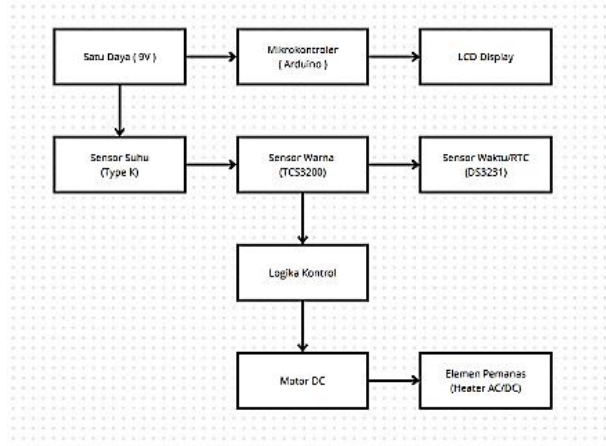 Satu Daya ( 9V )
Mikrokontroler
( Arduino )
LCD Display
Sensor Suhu
(Type K)
Sensor Warna
(TCS3200)
Sensor Waktu/RTC
(DS3231)
Logika Kontrol
Motor DC
Elemen Pemanas
(Heater AC/DC)